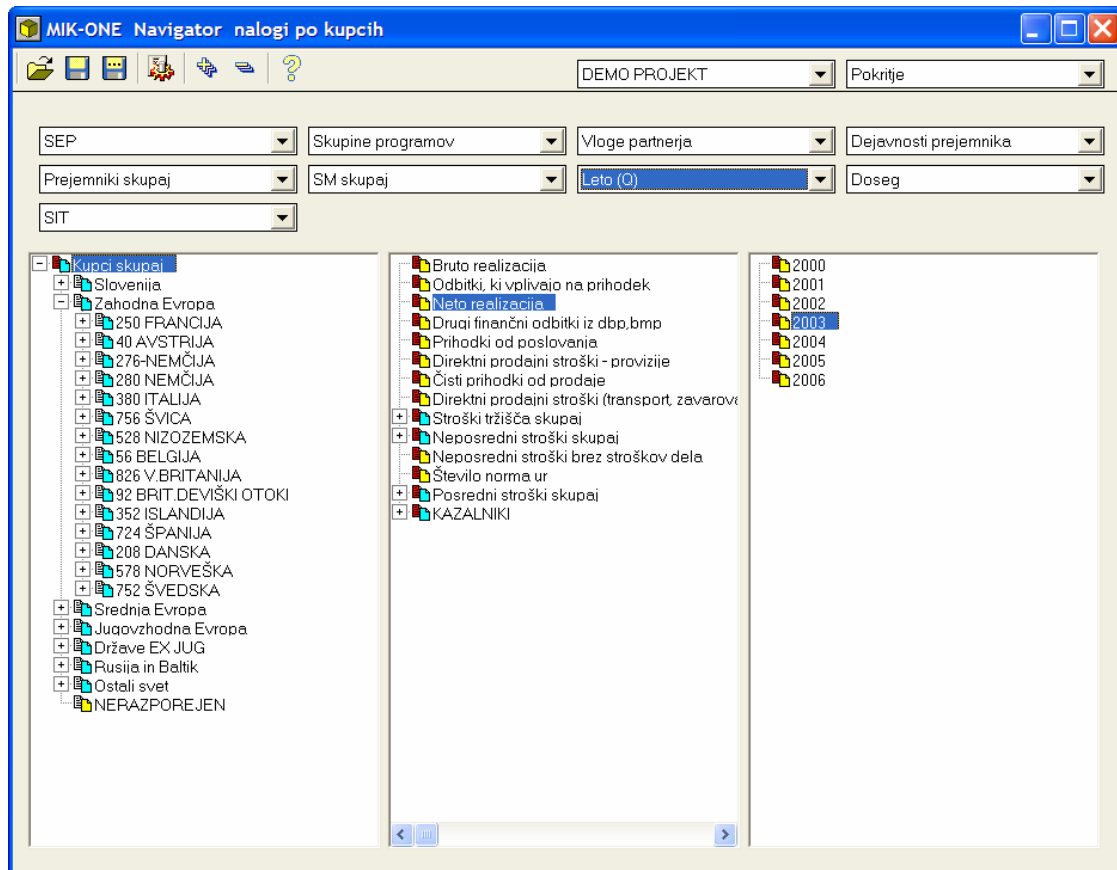 MIK-ONE Navigator nalogi po kupcih
DEMO PROJEKT
Pokritje
SEP
Skupine programov
Vloge partnerja
Dejavnosti prejemnika
Prejemniki skupaj
SM skupaj
Leto (Q)
Doseg
SIT
Kupci skupaj
Slovenija
Zahodna Evropa
250 FRANCIJA
40 AVSTRIJA
276-NEMČIJA
280 NEMČIJA
380 ITALIJA
756 ŠVICA
528 NIZOZEMSKA
56 BELGIJA
826 V.BRITANIJA
92 BRIT.DEVIŠKI OTOKI
352 ISLANDIJA
724 ŠPANIJA
208 DANSKA
578 NORVEŠKA
752 ŠVEDSKA
Srednja Evropa
Jugovzhodna Evropa
Države EX JUG
Rusija in Baltik
Ostali svet
NERAZPOREJEN
Bruto realizacija
Odbitki, ki vplivajo na prihodek
Neto realizacija
Drugi finančni odbitki iz dbp,bmp
Prihodki od poslovanja
Direktni prodajni stroški - provizije
Čisti prihodki od prodaje
Direktni prodajni stroški (transport, zavarova
Stroški tržišča skupaj
Neposredni stroški skupaj
Neposredni stroški brez stroškov dela
Število norma ur
Posredni stroški skupaj
KAZALNIKI
2000
2001
2002
2003
2004
2005
2006